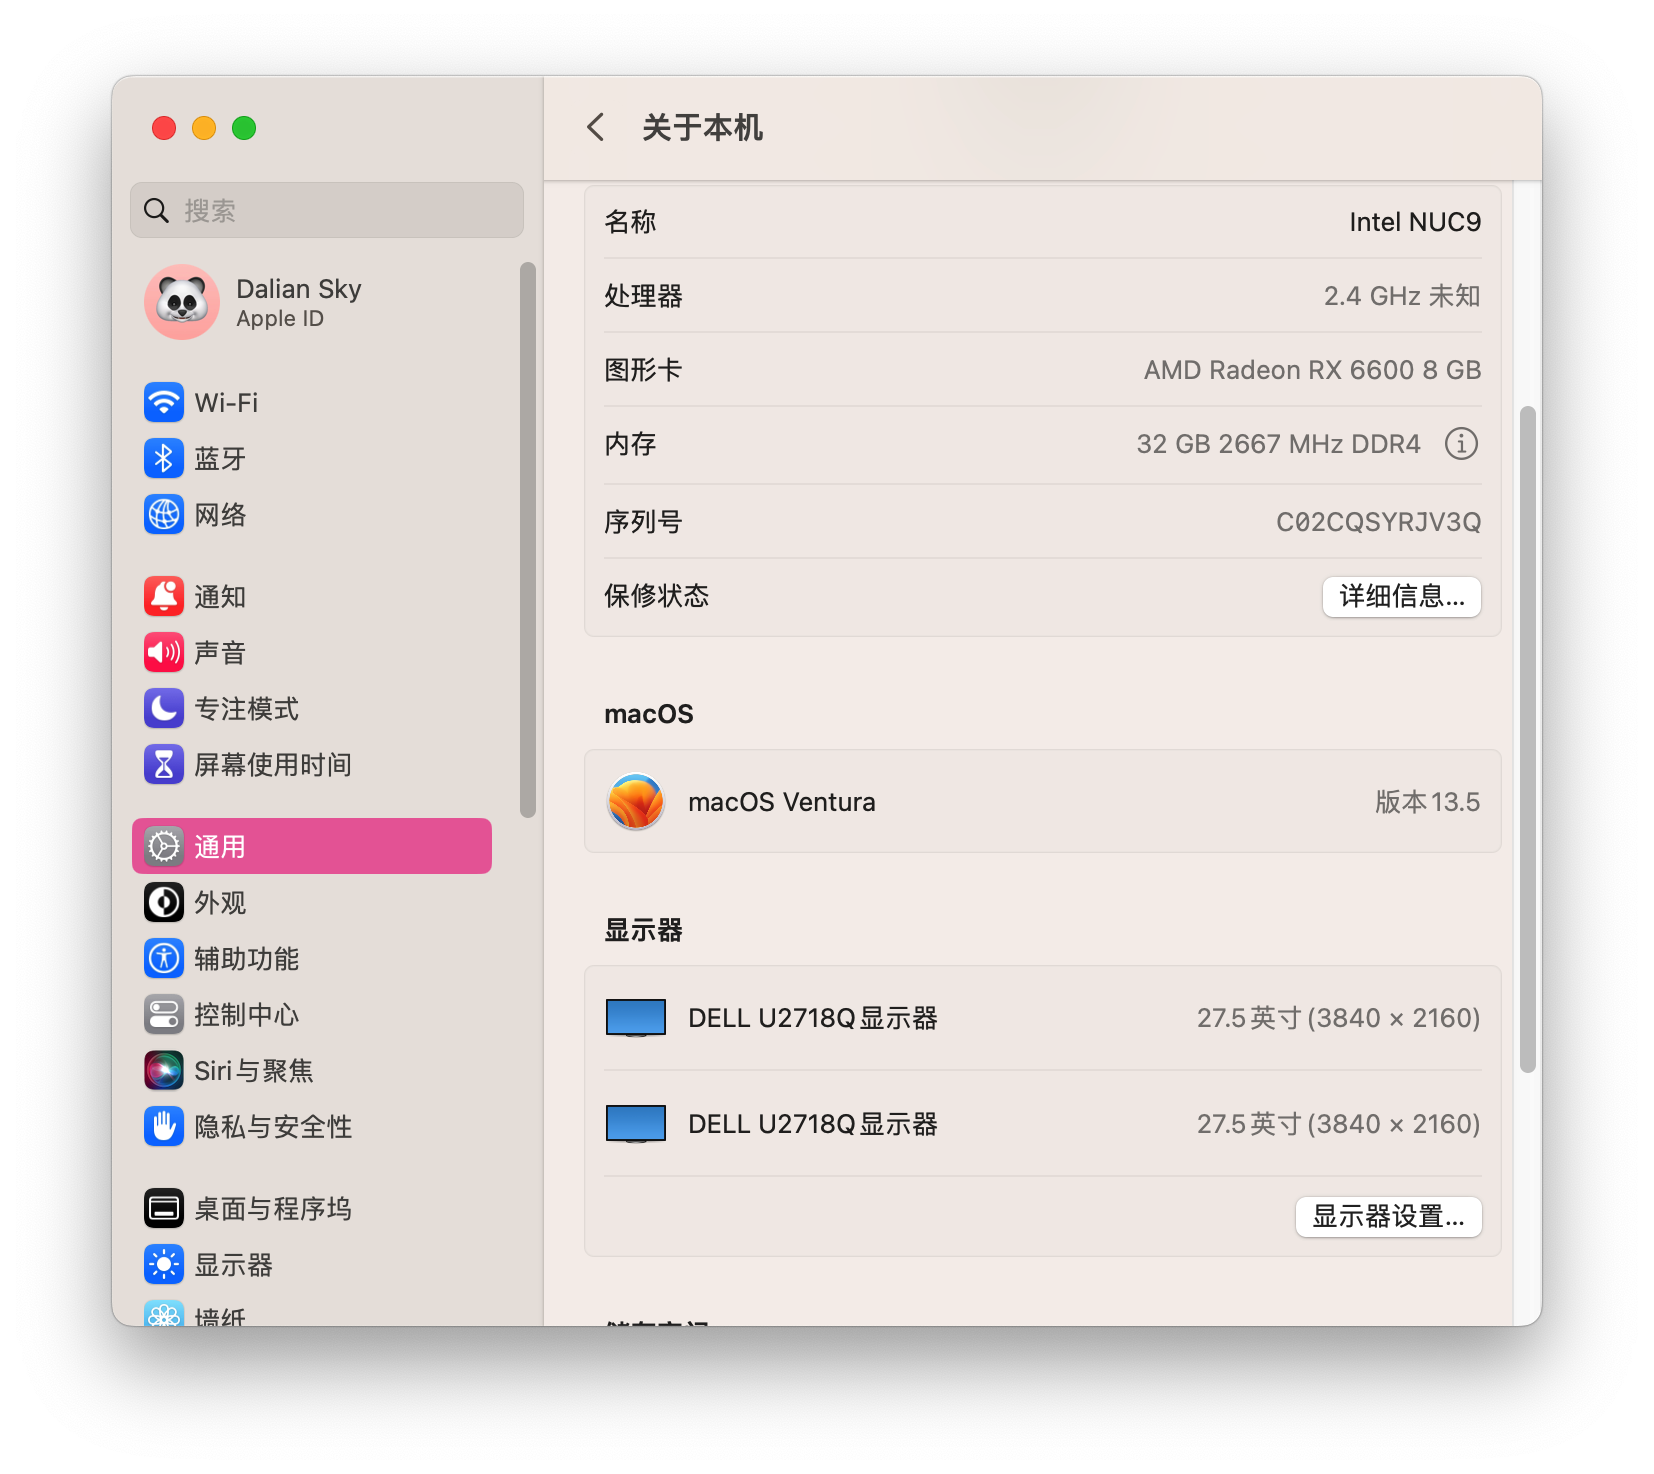 关于本机
搜索
Dalian Sky
Apple ID
Wi-Fi
蓝牙
网络
通知
声音
专注模式
屏幕使用时间
通用
外观
辅助功能
控制中心
Siri与聚焦
隐私与安全性
桌面与程序坞
显示器
墙纸
名称 Intel NUC9
处理器 2.4 GHz 未知
图形卡 AMD Radeon RX 6600 8 GB
内存 32 GB 2667 MHz DDR4
序列号 C02CQSYRJV3Q
保修状态 详细信息...
macOS
macOS Ventura 版本13.5
显示器
DELL U2718Q显示器 27.5英寸(3840 × 2160)
DELL U2718Q显示器 27.5英寸(3840 × 2160)
显示器设置...